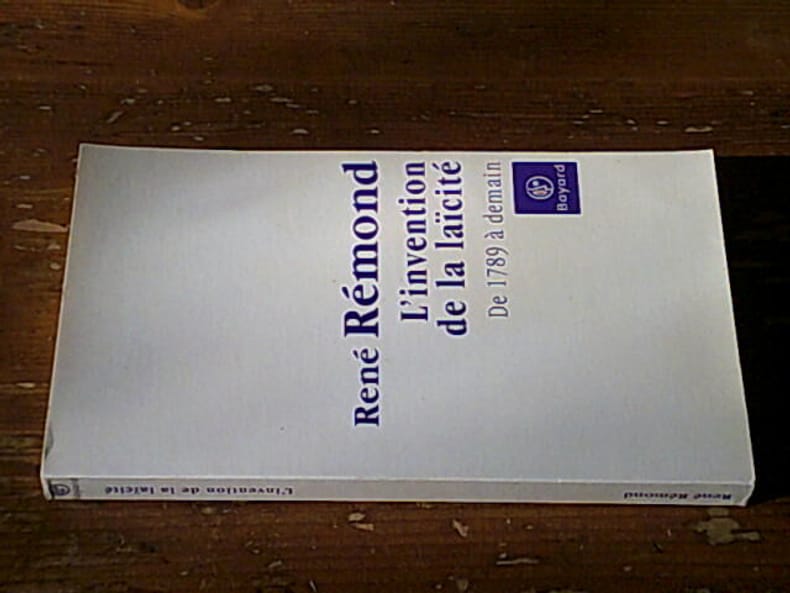 René Rémond
L'invention
de la laïcité
De 1789 à demain
Bayard
L'invention de la laïcité
René Rémond